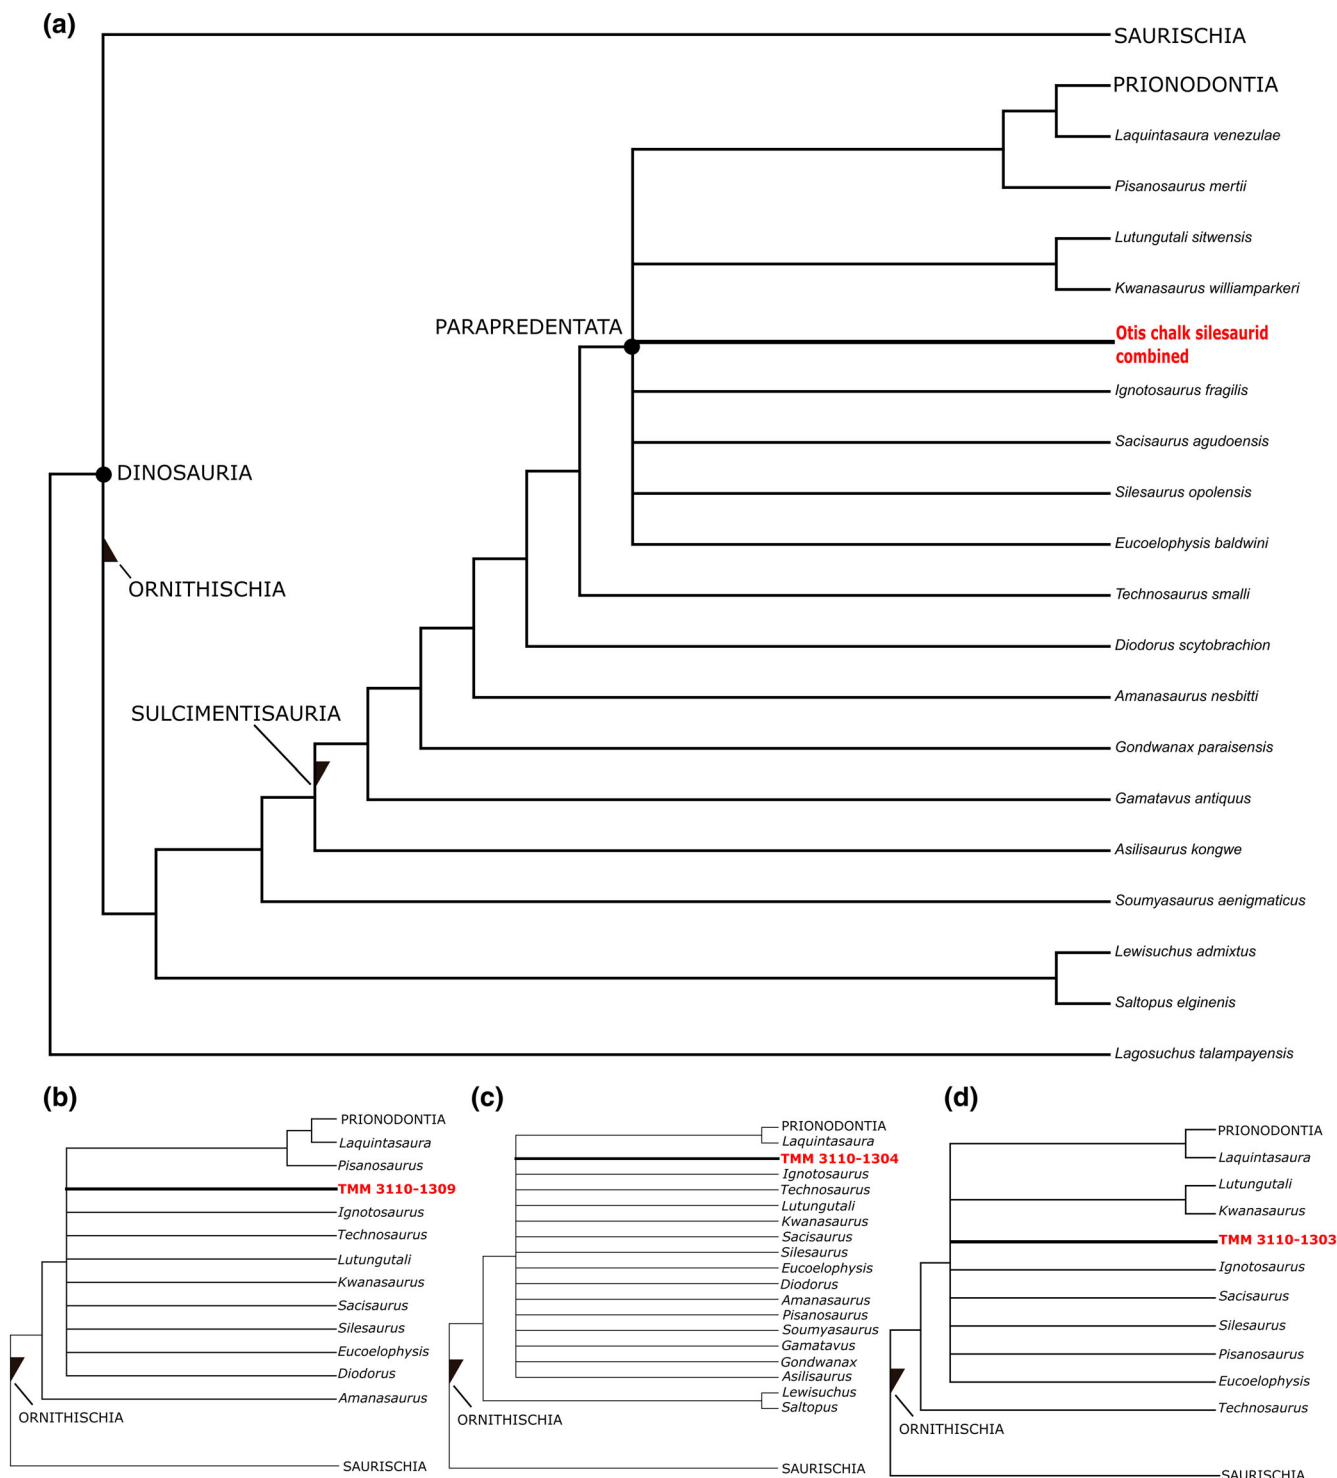 (a)
SAURISCHIA
PRIONODONTIA
Laquintasaura venezulae
Pisanosaurus mertii
Lutungutali sitwensis
Kwanasaurus williamparkeri
PARAPREDENTATA
Otis chalk silesaurid
combined
Ignotosaurus fragilis
Sacisaurus agudoensis
DINOSAURIA
Silesaurus opolensis
Eucoelophysis baldwini
ORNITHISCHIA
Technosaurus smalli
Diodorus scytobrachion
Amanasaurus nesbitti
SULCIMENTISAURIA
Gondwanax paraisensis
Gamatavus antiquus
Asilisaurus kongwe
Soumyasaurus aenigmaticus
Lewisuchus admixtus
Saltopus elginenis
Lagosuchus talampayensis
(b)
PRIONODONTIA
Laquintasaura
Pisanosaurus
TMM 3110-1309
Ignotosaurus
Technosaurus
Lutungutali
Kwanasaurus
Sacisaurus
Silesaurus
Eucoelophysis
Diodorus
Amanasaurus
ORNITHISCHIA
SAURISCHIA
(c)
PRIONODONTIA
Laquintasaura
TMM 3110-1304
Ignotosaurus
Technosaurus
Lutungutali
Kwanasaurus
Sacisaurus
Silesaurus
Eucoelophysis
Diodorus
Amanasaurus
Pisanosaurus
Soumyasaurus
Gamatavus
Gondwanax
Asilisaurus
Lewisuchus
Saltopus
ORNITHISCHIA
SAURISCHIA
(d)
PRIONODONTIA
Laquintasaura
Lutungutali
Kwanasaurus
TMM 3110-1303
Ignotosaurus
Sacisaurus
Silesaurus
Pisanosaurus
Eucoelophysis
Technosaurus
ORNITHISCHIA
SAURISCHIA